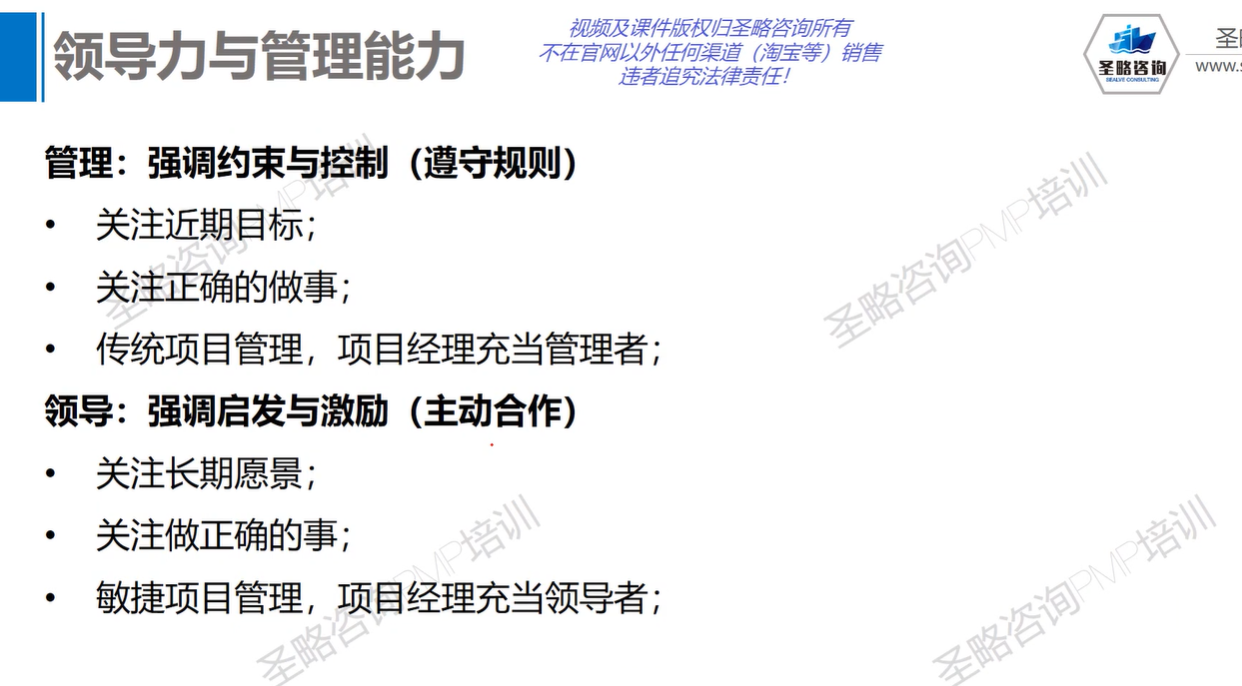 领导力与管理能力
视频及课件版权归圣略咨询所有
不在官网以外任何渠道（淘宝等）销售
违者追究法律责任！
圣略咨询
SHALVE CONSULTING
www.s
管理：强调约束与控制（遵守规则）
• 关注近期目标；
• 关注正确的做事；
• 传统项目管理，项目经理充当管理者；
领导：强调启发与激励（主动合作）
• 关注长期愿景；
• 关注做正确的事；
• 敏捷项目管理，项目经理充当领导者；
圣略咨询PMP培训
圣略咨询PMP培训
圣略咨询PMP培训
圣略咨询PMP培训